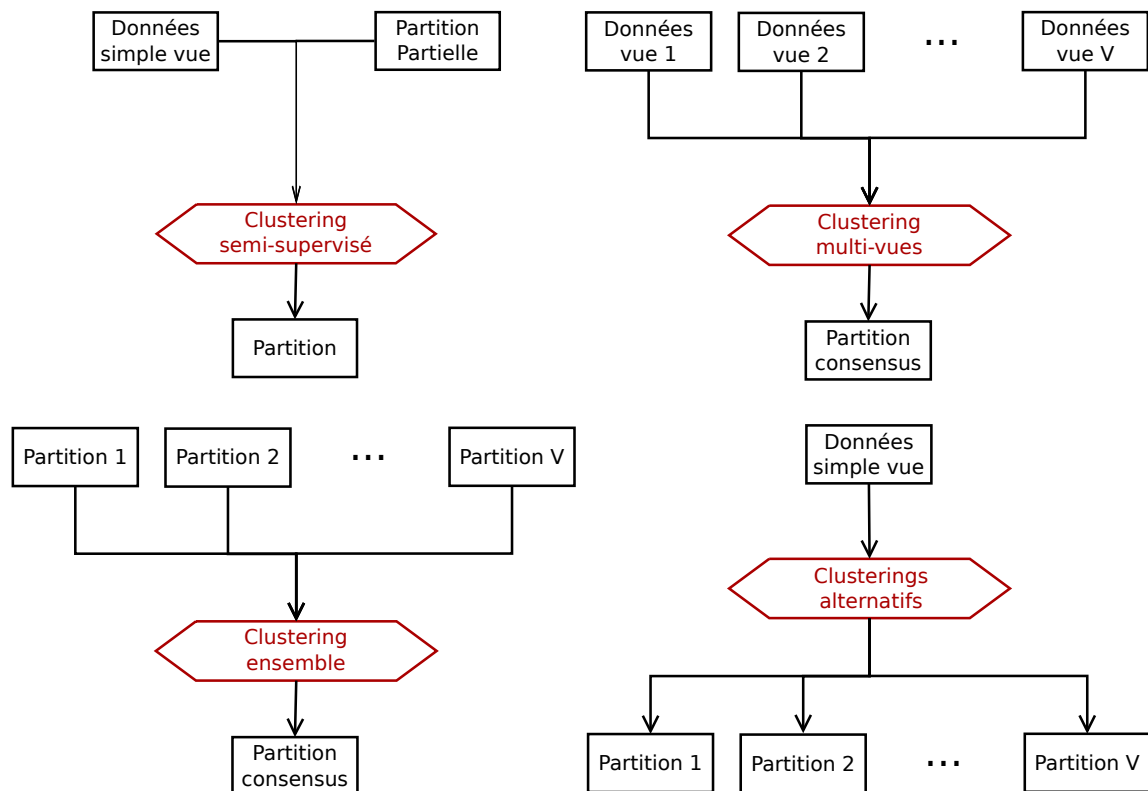 Données
simple vue
Partition
Partielle
Clustering
semi-supervisé
Partition
Données
vue 1
Données
vue 2
...
Données
vue V
Clustering
multi-vues
Partition
consensus
Partition 1
Partition 2
...
Partition V
Clustering
ensemble
Partition
consensus
Données
simple vue
Clusterings
alternatifs
Partition 1
Partition 2
...
Partition V